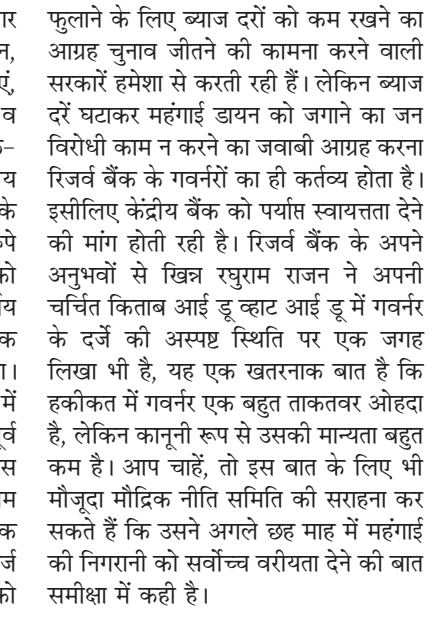 फुलाने के लिए ब्याज दरों को कम रखने का
आग्रह चुनाव जीतने की कामना करने वाली
सरकारें हमेशा से करती रही हैं। लेकिन ब्याज
दरें घटाकर महंगाई डायन को जगाने का जन
विरोधी काम न करने का जवाबी आग्रह करना
रिजर्व बैंक के गवर्नरों का ही कर्तव्य होता है।
इसीलिए केंद्रीय बैंक को पर्याप्त स्वायत्तता देने
की मांग होती रही है। रिजर्व बैंक के अपने
अनुभवों से खिन्न रघुराम राजन ने अपनी
चर्चित किताब आई डू व्हाट आई डू में गवर्नर
के दर्जे की अस्पष्ट स्थिति पर एक जगह
लिखा भी है, यह एक खतरनाक बात है कि
हकीकत में गवर्नर एक बहुत ताकतवर ओहदा
है, लेकिन कानूनी रूप से उसकी मान्यता बहुत
कम है। आप चाहें, तो इस बात के लिए भी
मौजूदा मौद्रिक नीति समिति की सराहना कर
सकते हैं कि उसने अगले छह माह में महंगाई
की निगरानी को सर्वोच्च वरीयता देने की बात
समीक्षा में कही है।